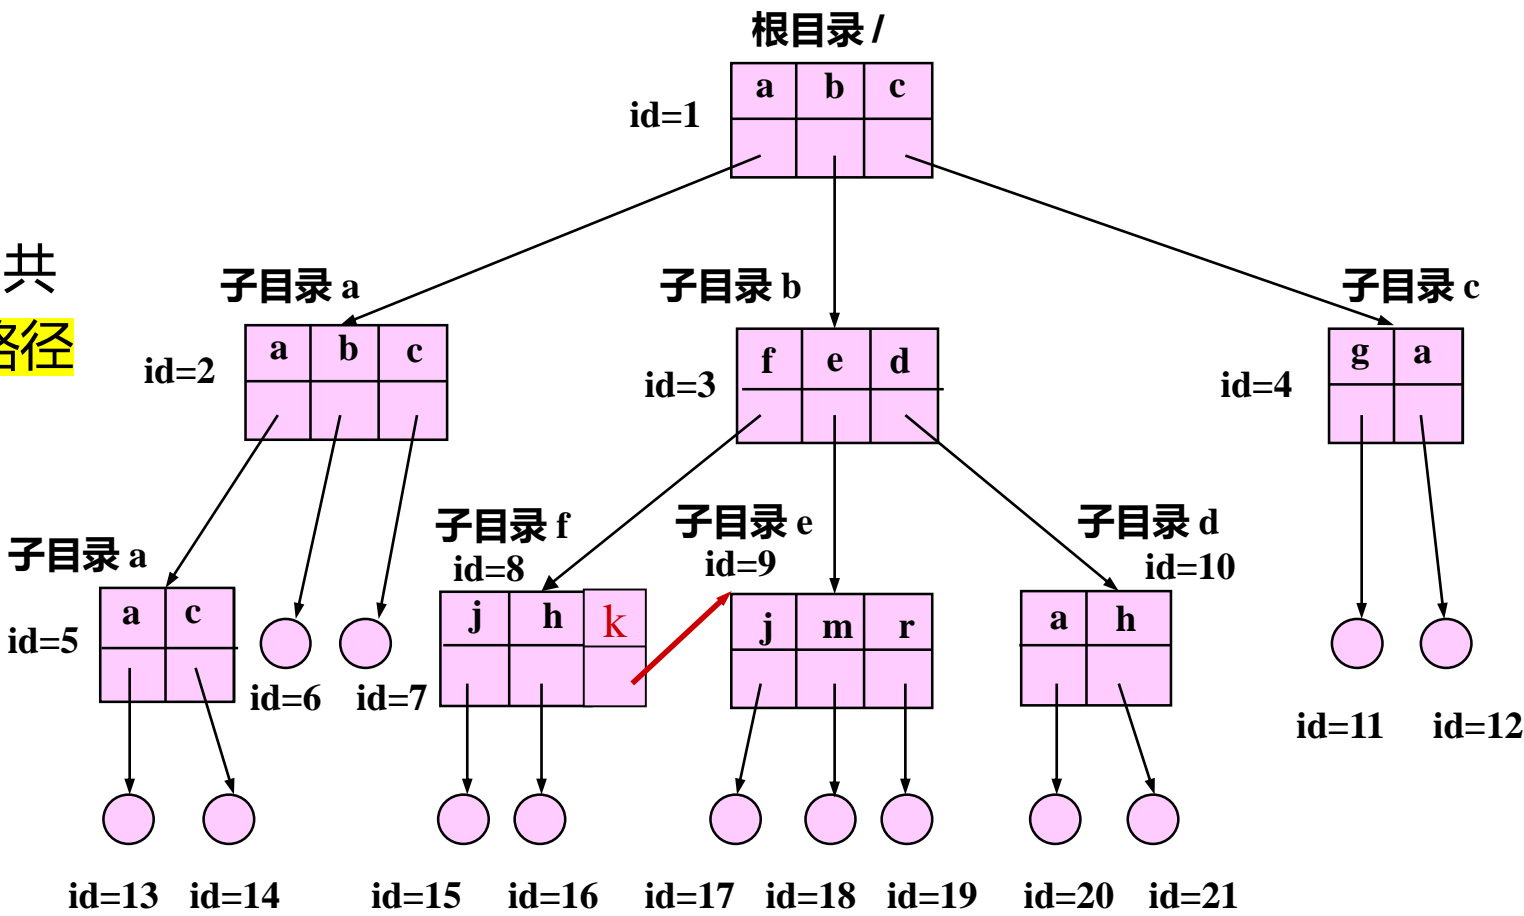 根目录 /
a b c
id=1
共
路径
子目录 a
子目录 b
子目录 c
a b c
id=2
f e d
id=3
g a
id=4
子目录 a
子目录 f
id=8
子目录 e
id=9
子目录 d
id=10
a c
id=5
id=6
id=7
j h k
j m r
a h
id=11
id=12
id=13
id=14
id=15
id=16
id=17
id=18
id=19
id=20
id=21